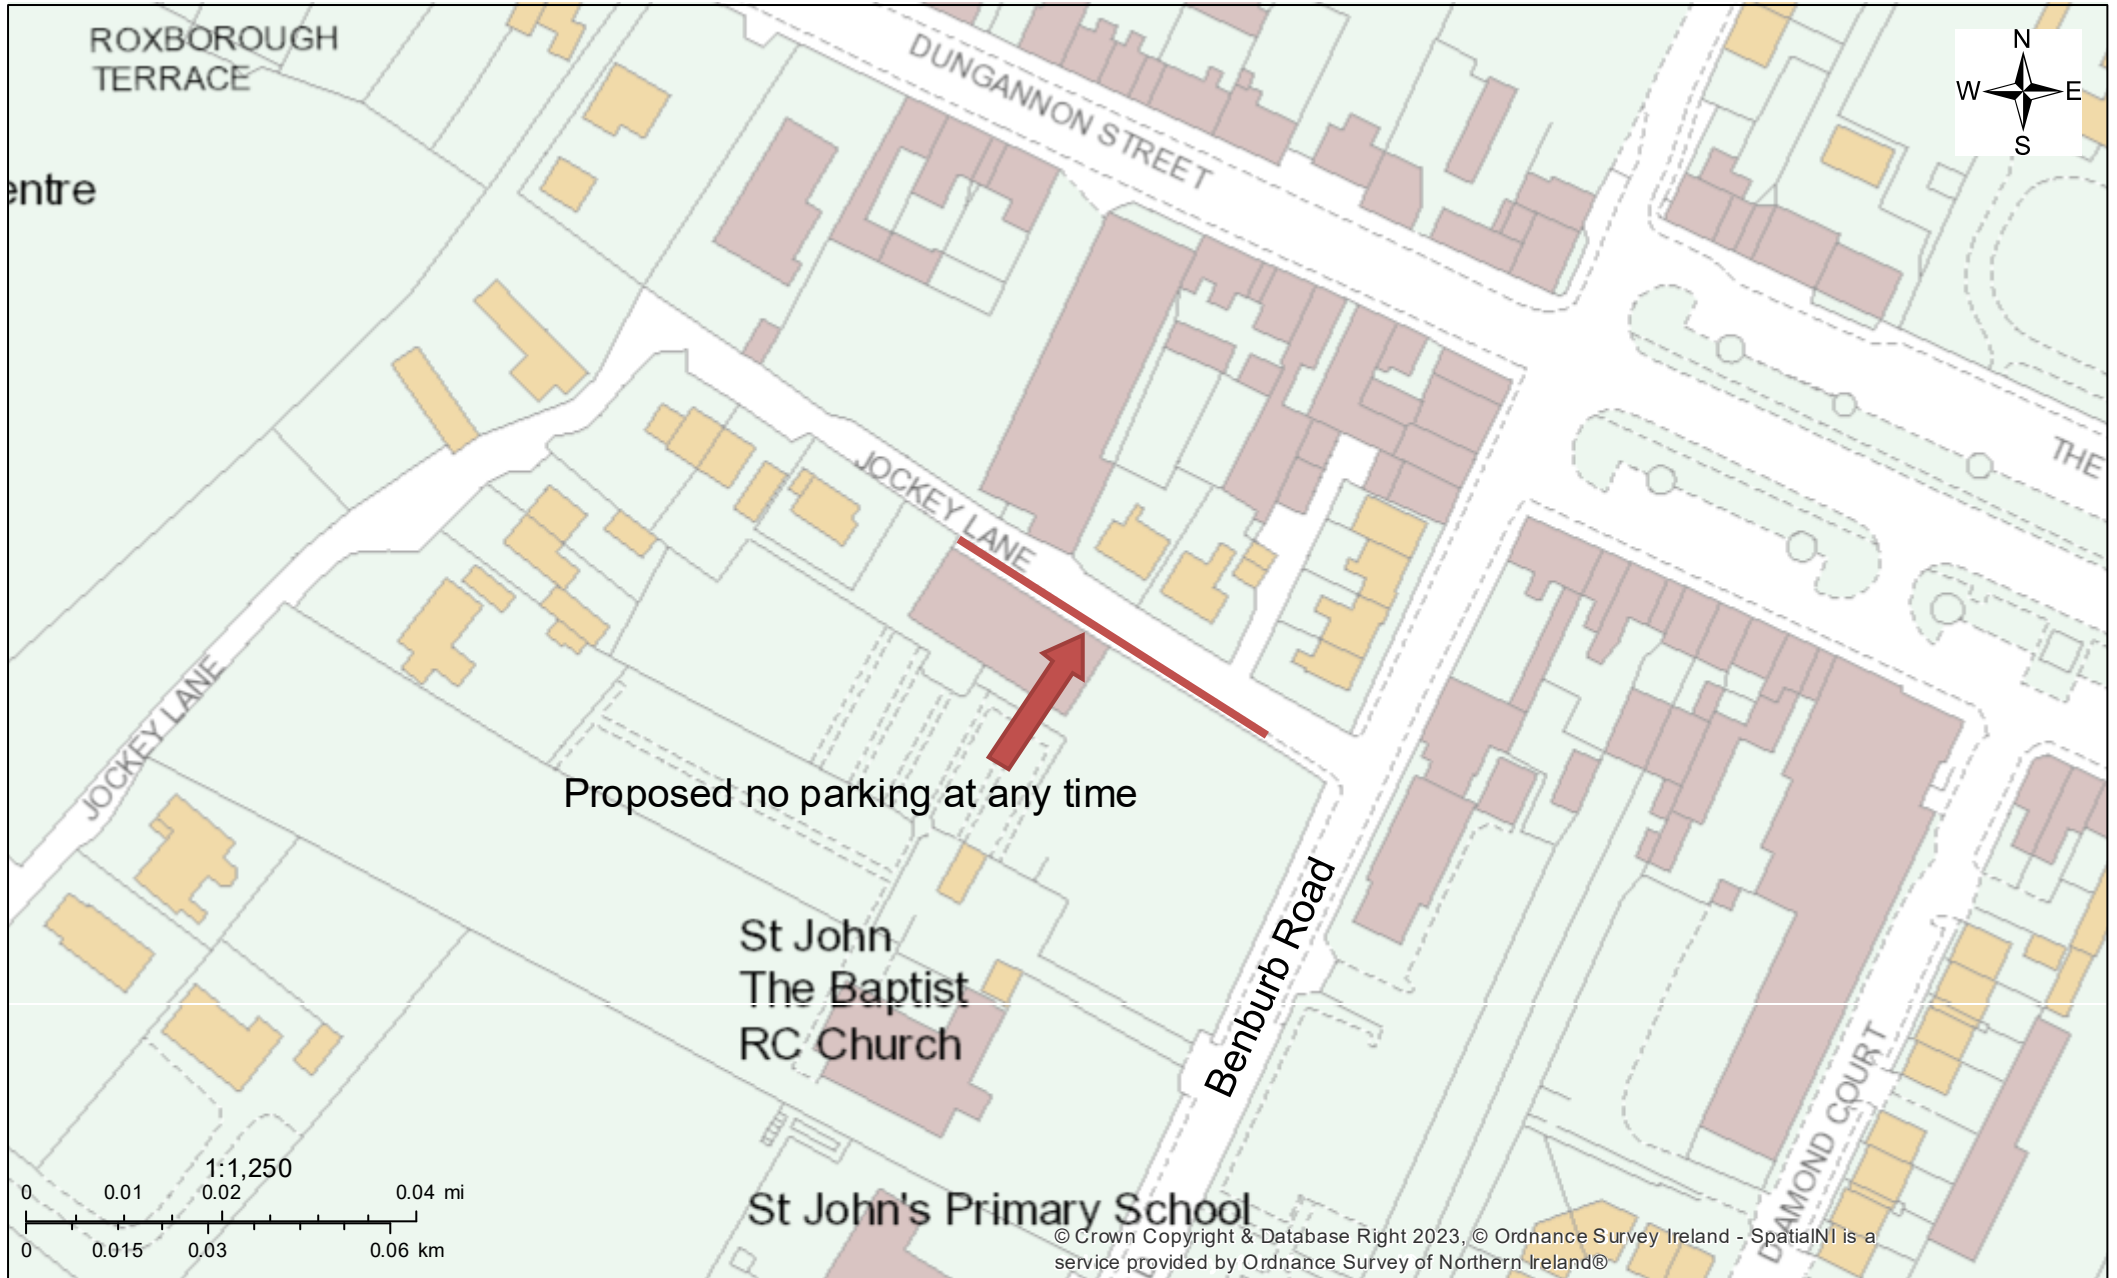 ROXBOROUGH
TERRACE
DUNGANNON STREET
N
W E
S
entre
THE
JOCKEY LANE
JOCKEY LANE
Proposed no parking at any time
Benburb Road
St John
The Baptist
RC Church
DIAMOND COURT
St John's Primary School
1:1,250
0 0.01 0.02 0.04 mi
0 0.015 0.03 0.06 km
© Crown Copyright & Database Right 2023, © Ordnance Survey Ireland - SpatialNI is a
service provided by Ordnance Survey of Northern Ireland®